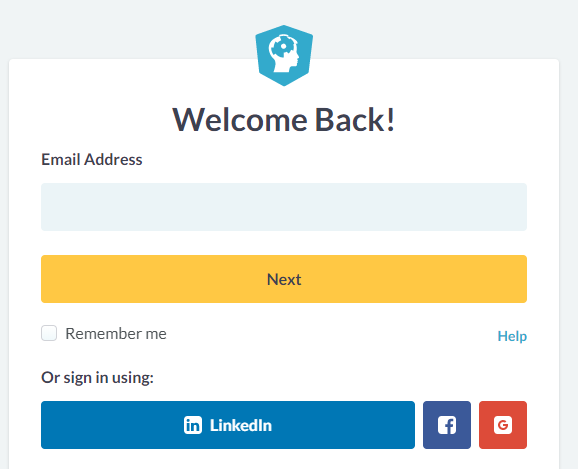 Welcome Back!
Email Address
Next
Remember me
Help
Or sign in using:
LinkedIn